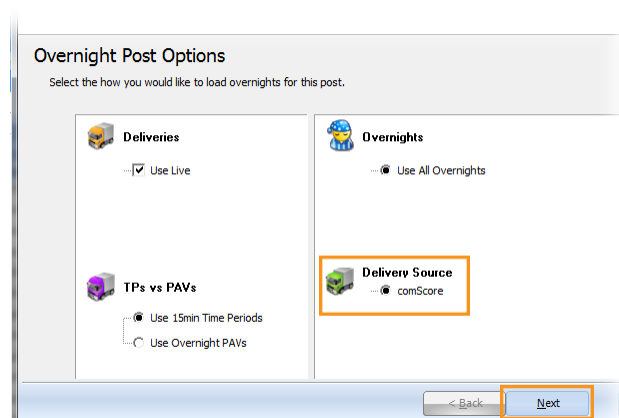 Overnight Post Options
Select the how you would like to load overnights for this post.
Deliveries
Use Live
Overnights
Use All Overnights
TPs vs PAVs
Use 15min Time Periods
Use Overnight PAVs
Delivery Source
comScore
< Back
Next